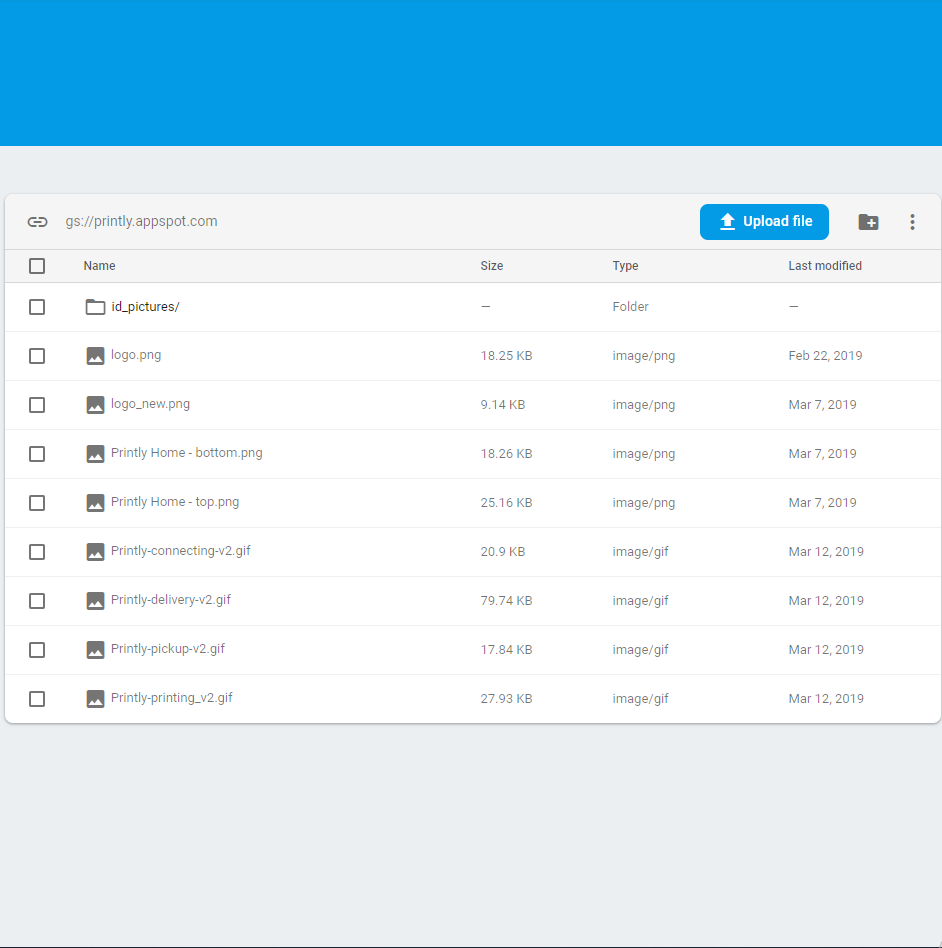 gs://printly.appspot.com Upload file
Name Size Type Last modified
id_pictures/ — Folder —
logo.png 18.25 KB image/png Feb 22, 2019
logo_new.png 9.14 KB image/png Mar 7, 2019
Printly Home - bottom.png 18.26 KB image/png Mar 7, 2019
Printly Home - top.png 25.16 KB image/png Mar 7, 2019
Printly-connecting-v2.gif 20.9 KB image/gif Mar 12, 2019
Printly-delivery-v2.gif 79.74 KB image/gif Mar 12, 2019
Printly-pickup-v2.gif 17.84 KB image/gif Mar 12, 2019
Printly-printing_v2.gif 27.93 KB image/gif Mar 12, 2019